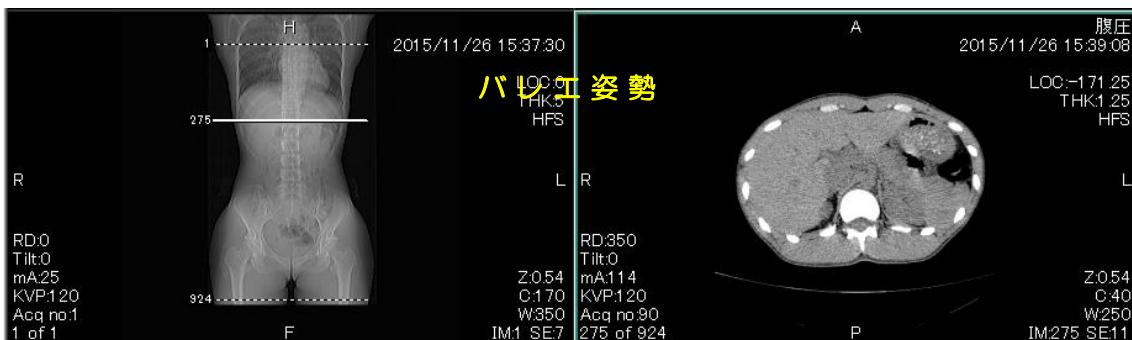 H
1
2015/11/26 15:37:30
LOC:0
THK:5
HFS
275
R
L
RD:0
Tilt:0
mA:25
KVP:120
Acq no:1
1 of 1
924
F
Z:0.54
C:170
W:350
IM:1 SE:7
バレエ姿勢
A
腹圧
2015/11/26 15:39:08
LOC:-171.25
THK:1.25
HFS
R
L
RD:350
Tilt:0
mA:114
KVP:120
Acq no:90
275 of 924
P
Z:0.54
C:40
W:250
IM:275 SE:11